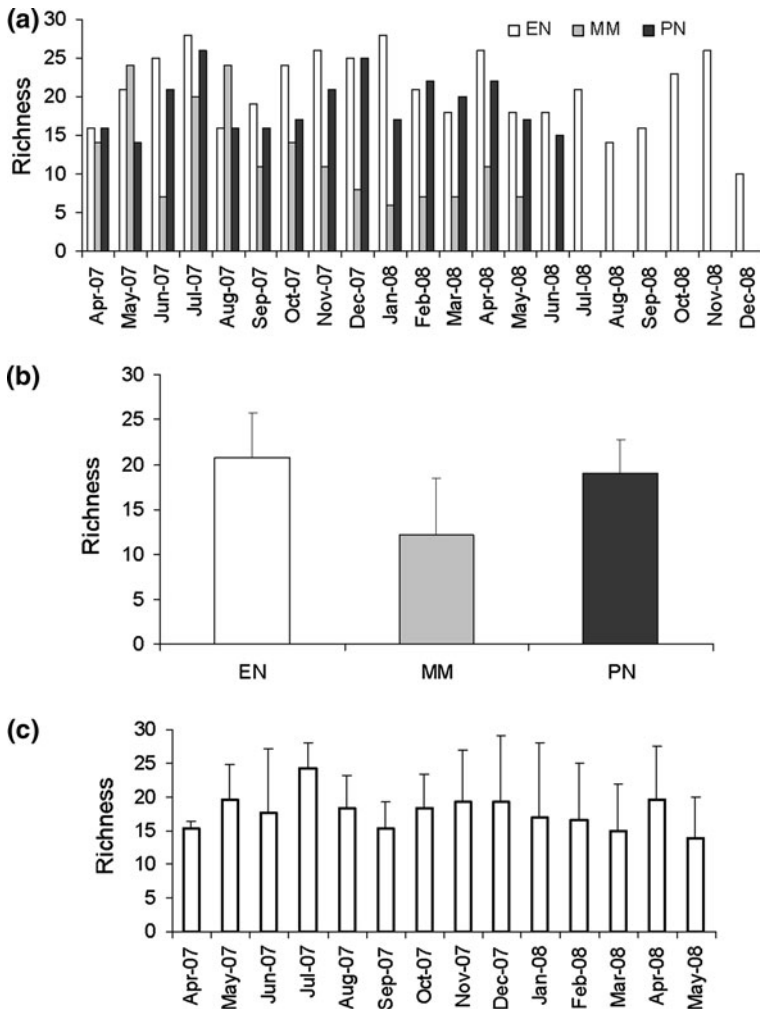 (a)
EN MM PN
Richness
30
25
20
15
10
5
0
Apr-07 May-07 Jun-07 Jul-07 Aug-07 Sep-07 Oct-07 Nov-07 Dec-07 Jan-08 Feb-08 Mar-08 Apr-08 May-08 Jun-08 Jul-08 Aug-08 Sep-08 Oct-08 Nov-08 Dec-08
(b)
Richness
30
25
20
15
10
5
0
EN MM PN
(c)
Richness
30
25
20
15
10
5
0
Apr-07 May-07 Jun-07 Jul-07 Aug-07 Sep-07 Oct-07 Nov-07 Dec-07 Jan-08 Feb-08 Mar-08 Apr-08 May-08